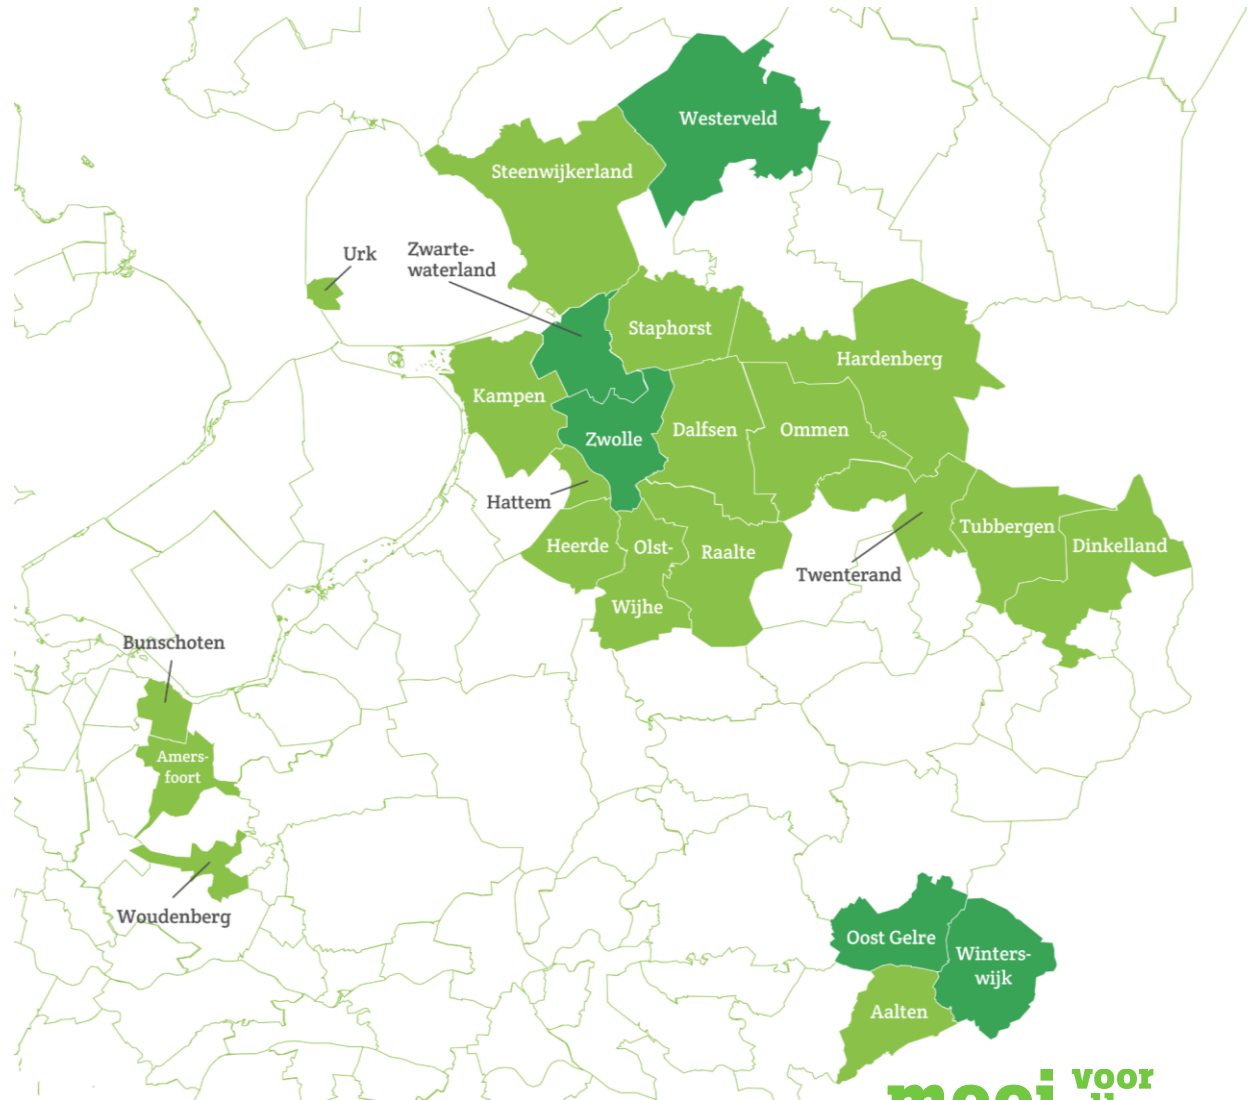 Westerveld
Steenwijkerland
Urk
Zwarte-
waterland
Staphorst
Hardenberg
Kampen
Zwolle
Dalfsen
Ommen
Hattem
Heerde
Olst-
Wijhe
Raalte
Twenterand
Tubbergen
Dinkelland
Bunschoten
Amers-
foort
Woudenberg
Oost Gelre
Winters-
wijk
Aalten
voor
mooi